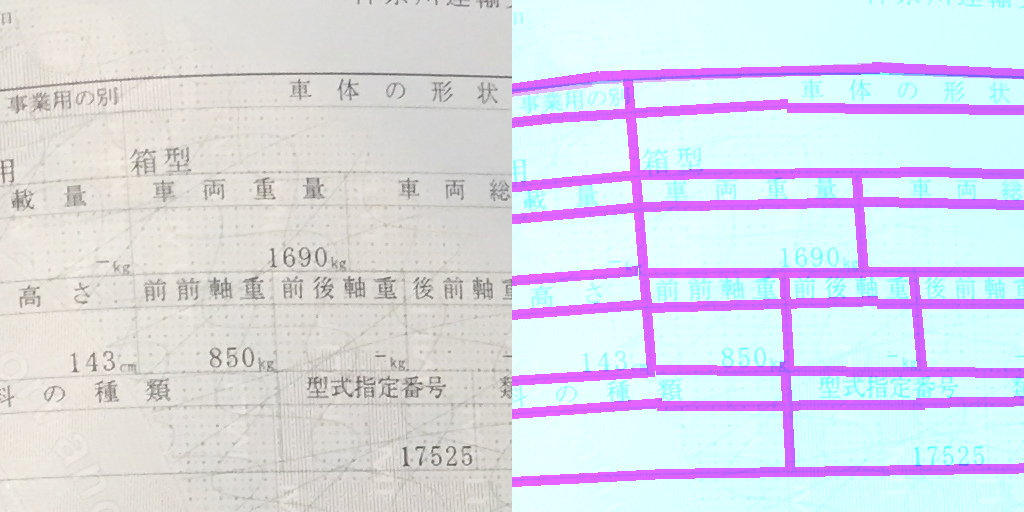 事業用の別 車体の形状
用 箱型
載量 車両重量 車両総
-kg 1690kg
高さ 前前軸重 前後軸重 後前軸重
143cm 850kg -kg -
料の種類 型式指定番号 類
17525
事業用の別 車体の形状
用 箱型
載量 車両重量 車両総
-kg 1690kg
高さ 前前軸重 前後軸重 後前軸重
143 850kg -kg -
料の種類 型式指定番号 類
17525